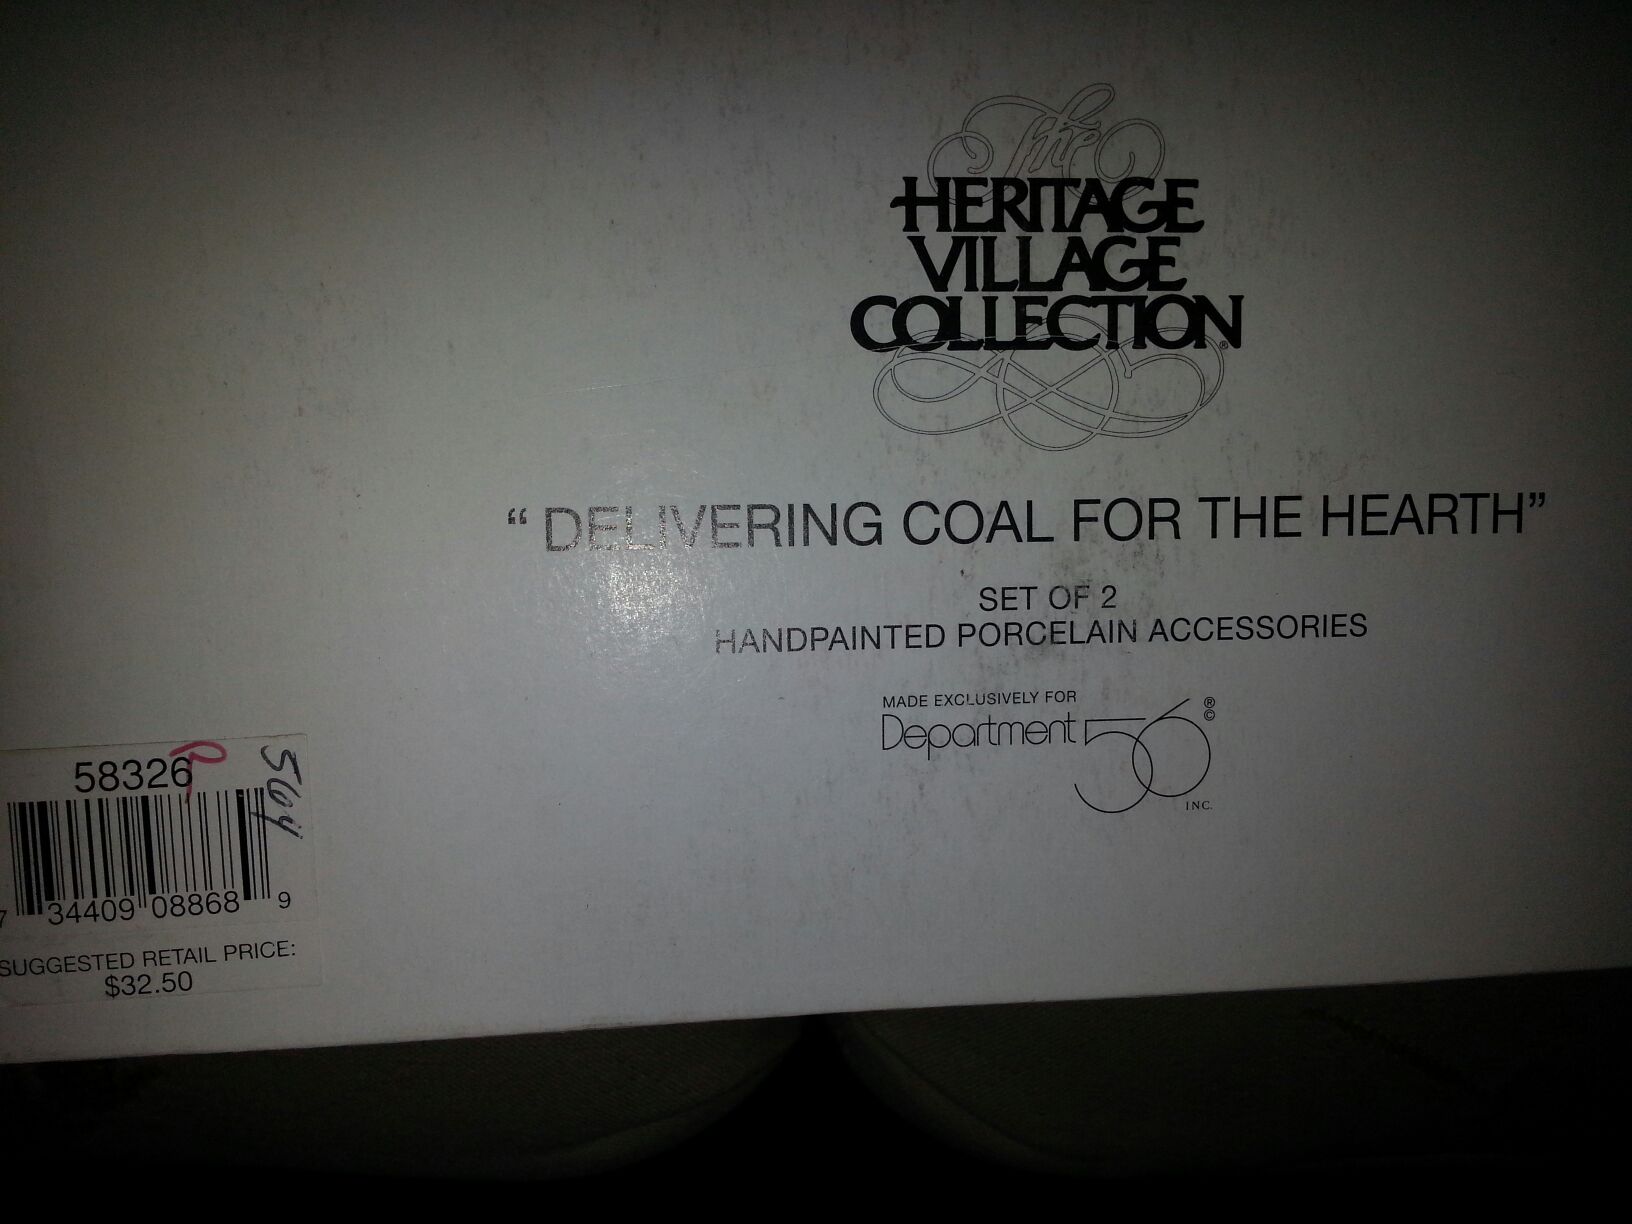 The
HERITAGE
VILLAGE
COLLECTION®
“DELIVERING COAL FOR THE HEARTH”
SET OF 2
HANDPAINTED PORCELAIN ACCESSORIES
MADE EXCLUSIVELY FOR
Department 56 ®
©
INC.
58326
7 34409 08868 9
SUGGESTED RETAIL PRICE:
$32.50